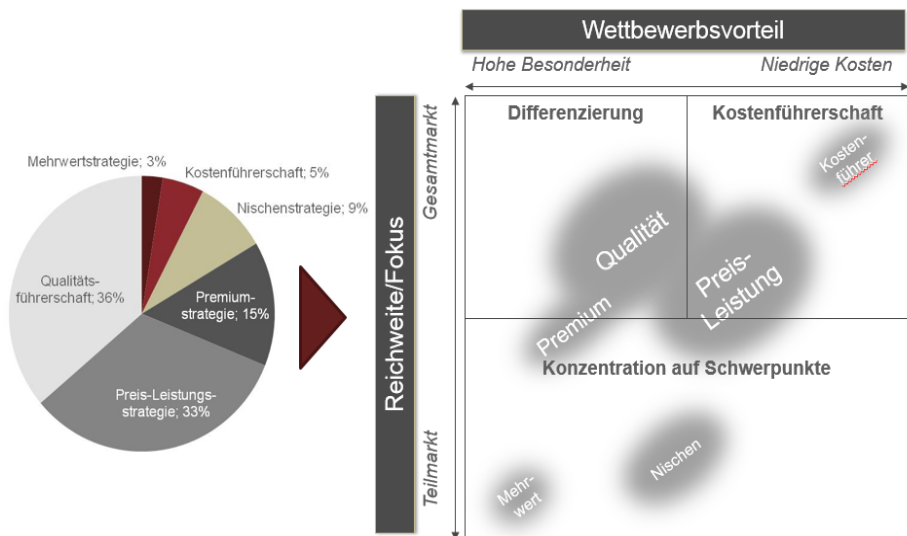 Wettbewerbsvorteil
Hohe Besonderheit
Niedrige Kosten
Mehrwertstrategie; 3%
Kostenführerschaft; 5%
Nischenstrategie; 9%
Qualitäts-
führerschaft; 36%
Premium-
strategie; 15%
Preis-Leistungs-
strategie; 33%
Reichweite/Fokus
Gesamtmarkt
Teilmarkt
Differenzierung
Kostenführerschaft
Kosten-
führer
Qualität
Preis-
Leistung
Premium
Konzentration auf Schwerpunkte
Nischen
Mehr-
wert